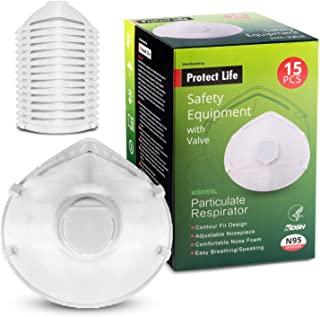 Distributed by
Protect Life
15
PCS
Safety
Equipment
with
Valve
MS8155L
Particulate
Respirator
• Contour Fit Design
• Adjustable Nosepiece
• Comfortable Nose Foam
• Easy Breathing/Speaking
NIOSH
N95